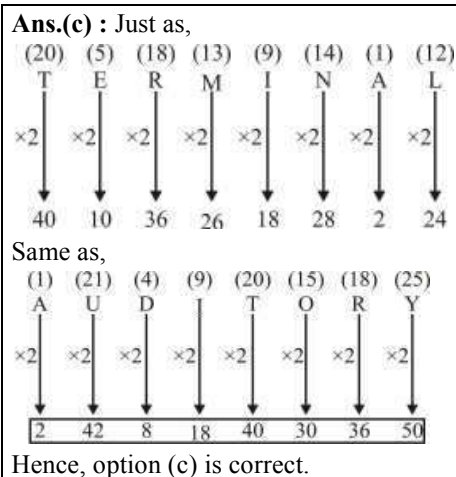 Ans.(c) : Just as,
(20) (5) (18) (13) (9) (14) (1) (12)
T E R M I N A L
×2 ×2 ×2 ×2 ×2 ×2 ×2 ×2
40 10 36 26 18 28 2 24
Same as,
(1) (21) (4) (9) (20) (15) (18) (25)
A U D I T O R Y
×2 ×2 ×2 ×2 ×2 ×2 ×2 ×2
2 42 8 18 40 30 36 50
Hence, option (c) is correct.